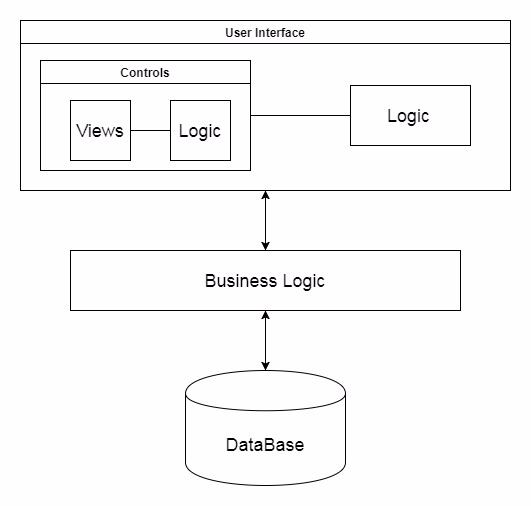 User Interface
Controls
Views
Logic
Logic
Business Logic
DataBase